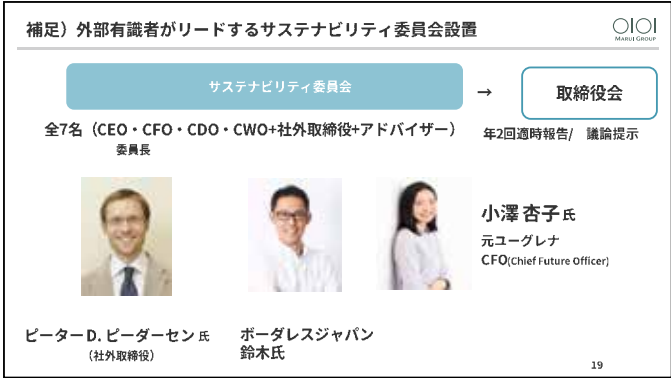 補足）外部有識者がリードするサステナビリティ委員会設置
OIOI
MARUI GROUP
サステナビリティ委員会
→
取締役会
全7名（CEO・CFO・CDO・CWO+社外取締役+アドバイザー）
委員長
年2回適時報告/ 議論提示
小澤 杏子 氏
元ユーグレナ
CFO(Chief Future Officer)
ピーターD. ピーダーセン 氏
（社外取締役）
ボーダレスジャパン
鈴木氏
19